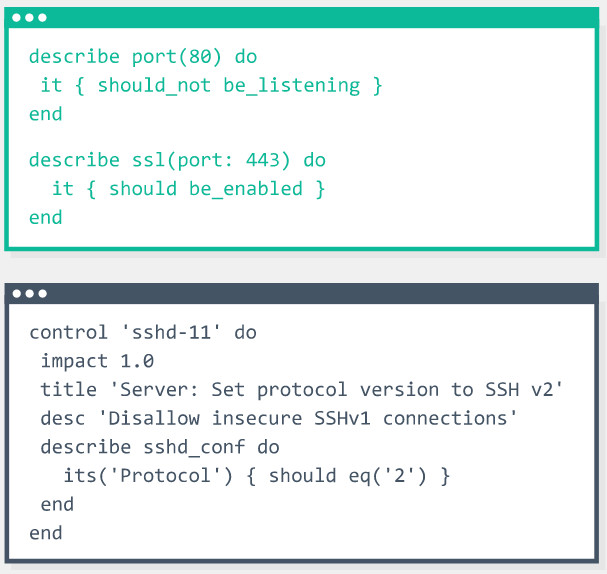 describe port(80) do
it { should_not be_listening }
end
describe ssl(port: 443) do
it { should be_enabled }
end
control 'sshd-11' do
impact 1.0
title 'Server: Set protocol version to SSH v2'
desc 'Disallow insecure SSHv1 connections'
describe sshd_conf do
its('Protocol') { should eq('2') }
end
end